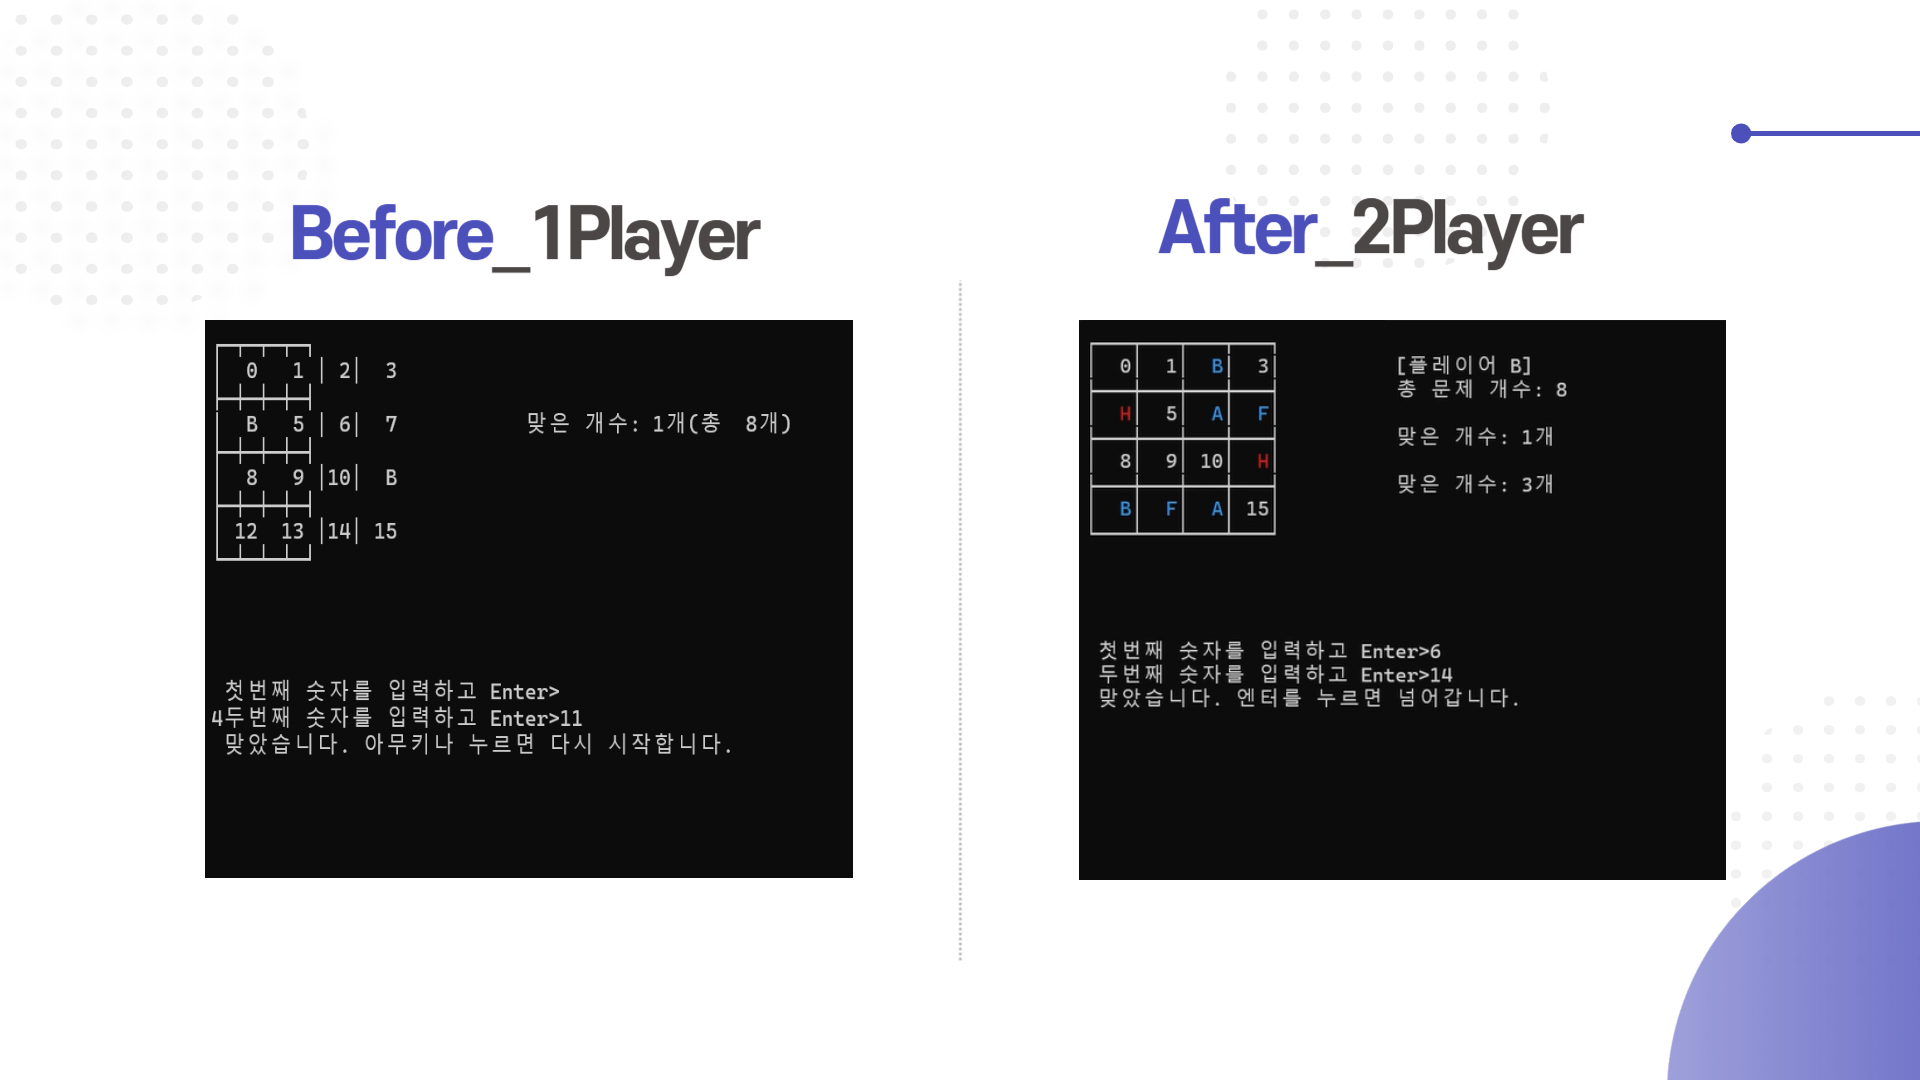 Before_1Player
0 1 2 3
B 5 6 7
맞은 개수: 1개(총 8개)
8 9 10 B
12 13 14 15
첫번째 숫자를 입력하고 Enter>
4두번째 숫자를 입력하고 Enter>11
맞았습니다. 아무키나 누르면 다시 시작합니다.
After_2Player
0 1 B 3
H 5 A F
8 9 10 H
B F A 15
[플레이어 B]
총 문제 개수: 8
맞은 개수: 1개
맞은 개수: 3개
첫번째 숫자를 입력하고 Enter>6
두번째 숫자를 입력하고 Enter>14
맞았습니다. 엔터를 누르면 넘어갑니다.